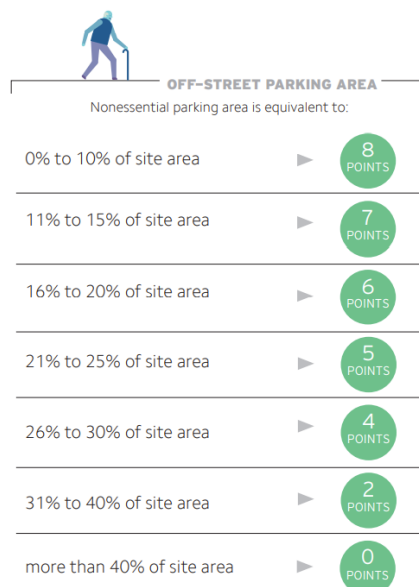 OFF-STREET PARKING AREA
Nonessential parking area is equivalent to:
0% to 10% of site area
8
POINTS
11% to 15% of site area
7
POINTS
16% to 20% of site area
6
POINTS
21% to 25% of site area
5
POINTS
26% to 30% of site area
4
POINTS
31% to 40% of site area
2
POINTS
more than 40% of site area
0
POINTS